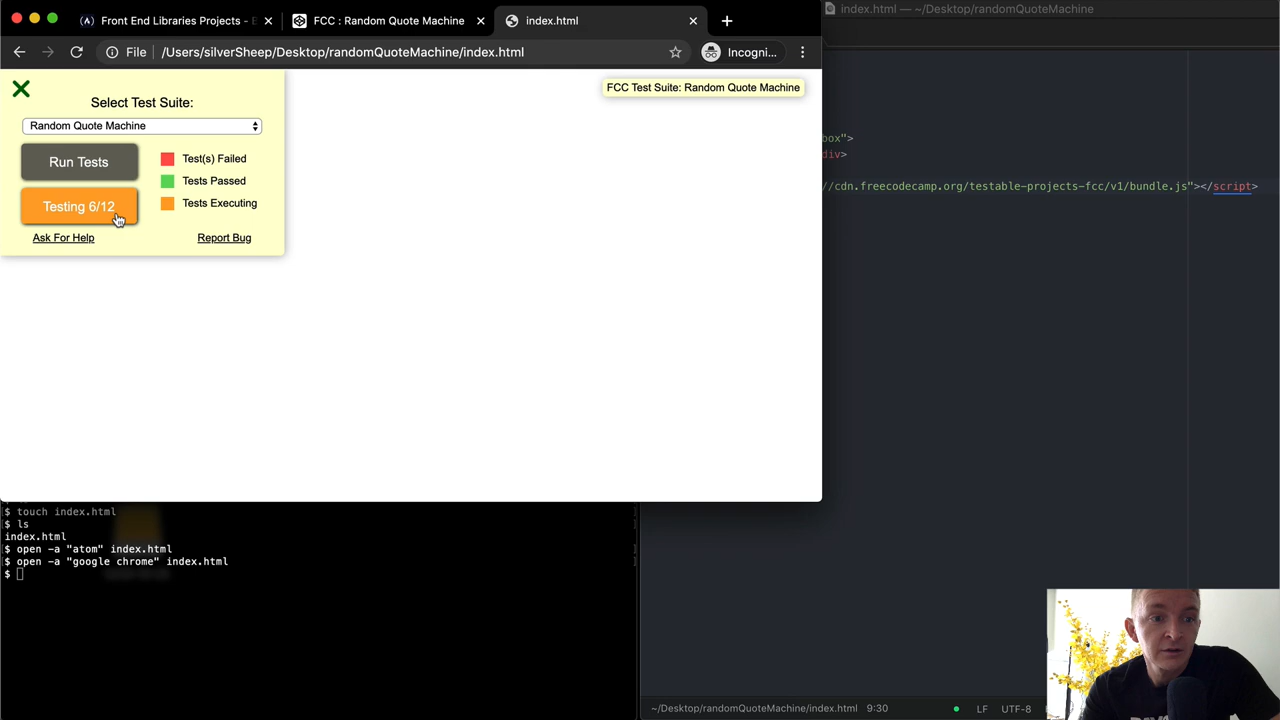 Front End Libraries Projects -
FCC : Random Quote Machine
index.html
index.html — ~/Desktop/randomQuoteMachine
File
/Users/silverSheep/Desktop/randomQuoteMachine/index.html
Incogni...
FCC Test Suite: Random Quote Machine
Select Test Suite:
Random Quote Machine
Run Tests
Test(s) Failed
Tests Passed
Testing 6/12
Tests Executing
Ask For Help
Report Bug
box">
div>
//cdn.freecodecamp.org/testable-projects-fcc/v1/bundle.js"></script>
$ touch index.html
$ ls
index.html
$ open -a "atom" index.html
$ open -a "google chrome" index.html
$
~/Desktop/randomQuoteMachine/index.html 9:30
LF
UTF-8